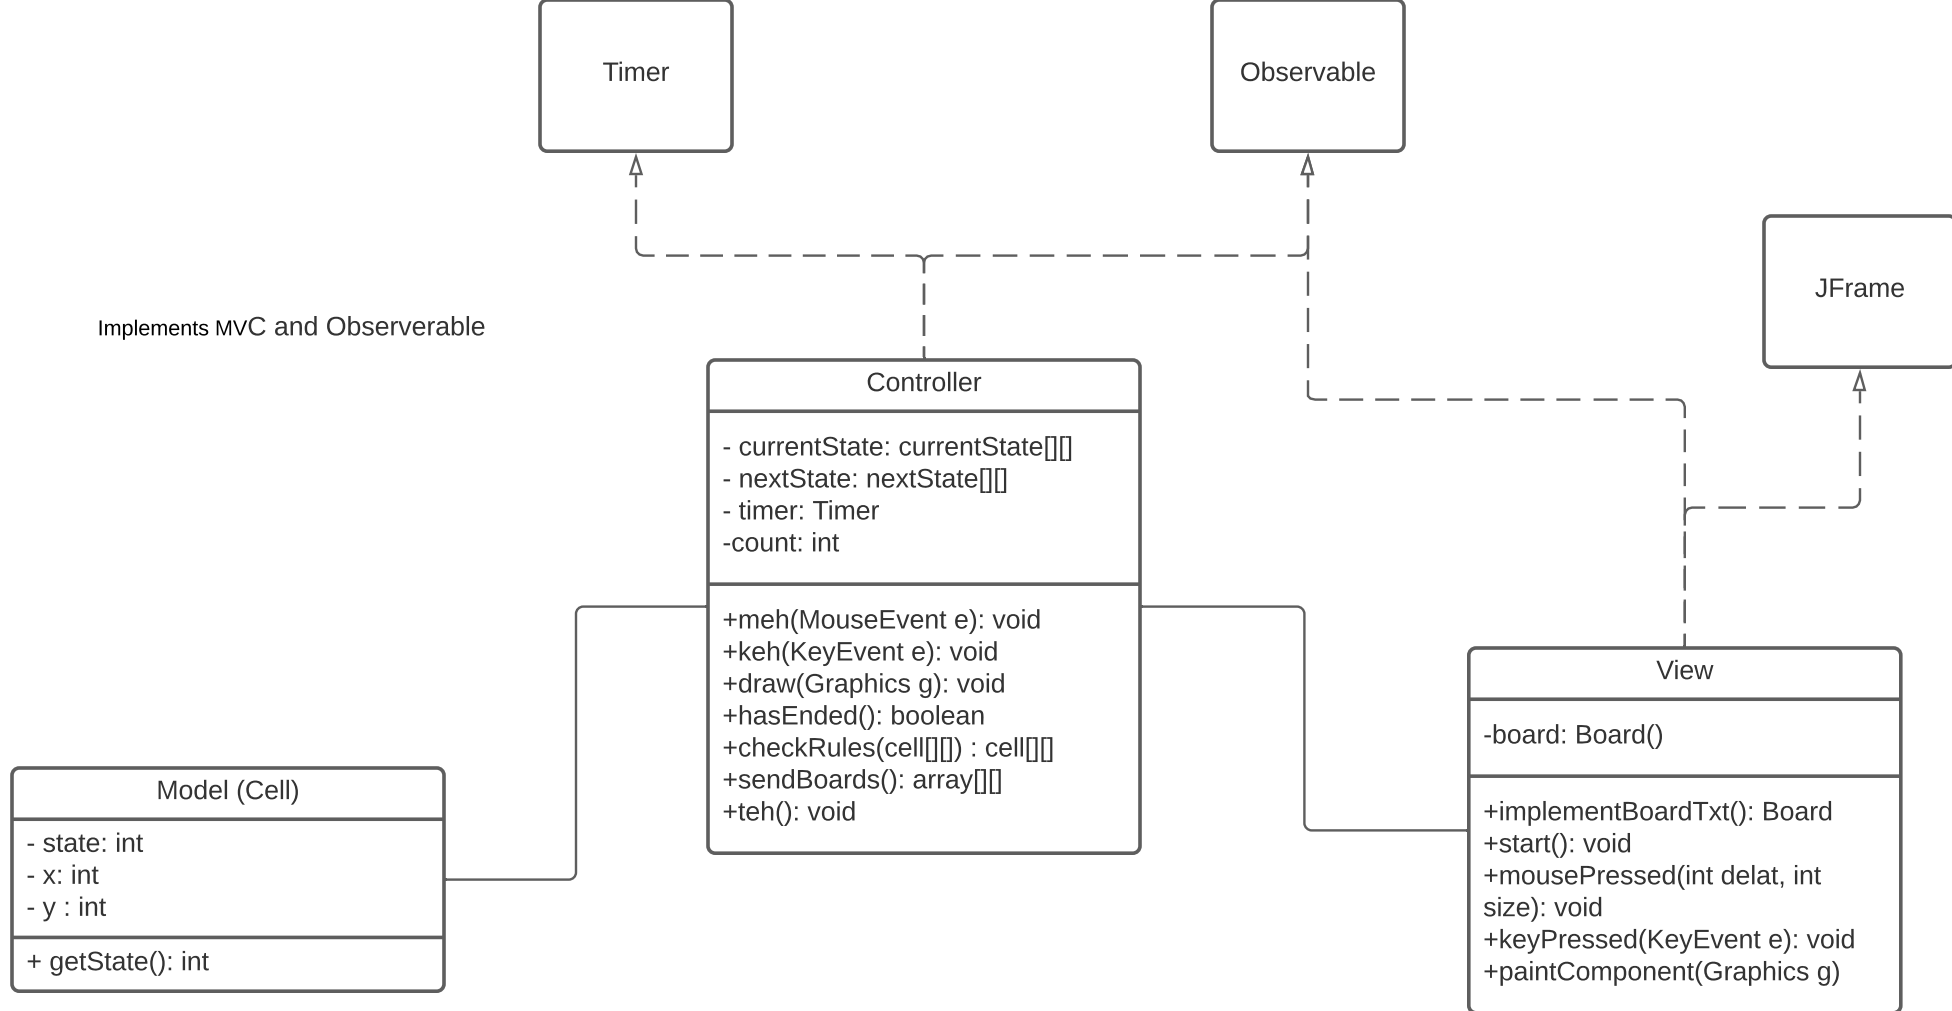 Timer
Observable
JFrame
Implements MVC and Observerable
Controller
- currentState: currentState[][]
- nextState: nextState[][]
- timer: Timer
-count: int
+meh(MouseEvent e): void
+keh(KeyEvent e): void
+draw(Graphics g): void
+hasEnded(): boolean
+checkRules(cell[][]) : cell[][]
+sendBoards(): array[][]
+teh(): void
Model (Cell)
- state: int
- x: int
- y : int
+ getState(): int
View
-board: Board()
+implementBoardTxt(): Board
+start(): void
+mousePressed(int delat, int
size): void
+keyPressed(KeyEvent e): void
+paintComponent(Graphics g)